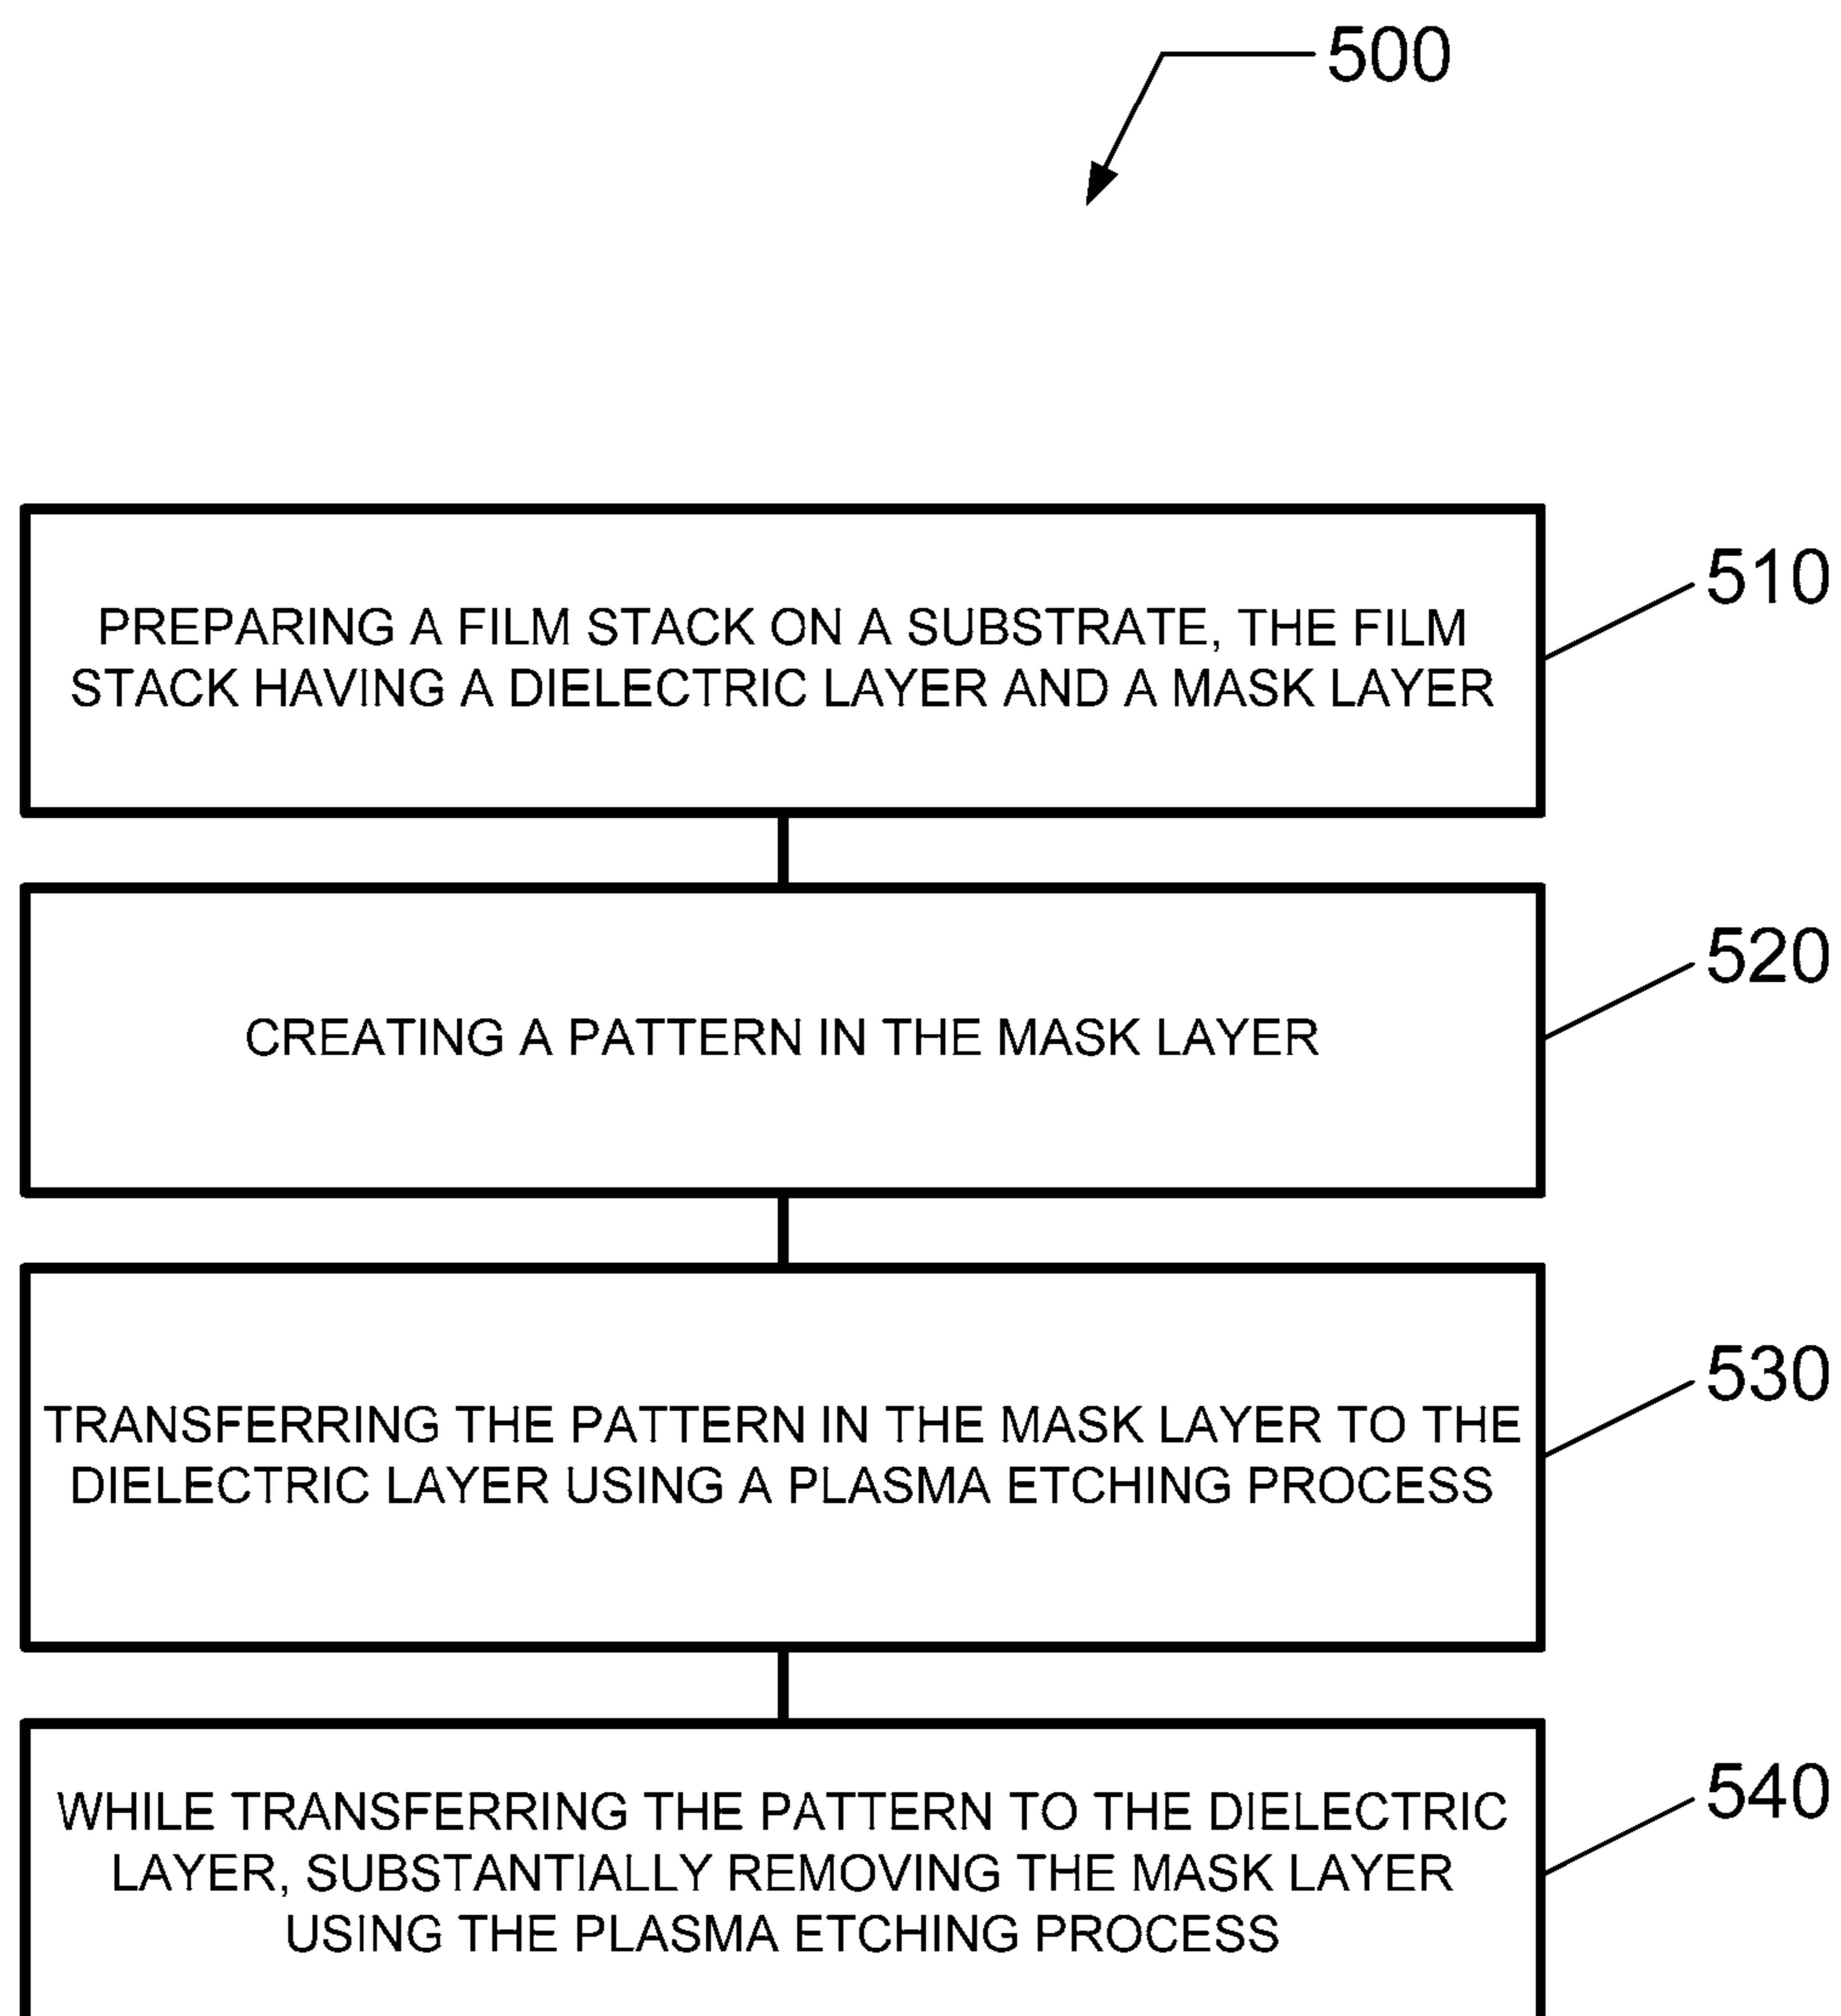 500
PREPARING A FILM STACK ON A SUBSTRATE, THE FILM
STACK HAVING A DIELECTRIC LAYER AND A MASK LAYER
510
CREATING A PATTERN IN THE MASK LAYER
520
TRANSFERRING THE PATTERN IN THE MASK LAYER TO THE
DIELECTRIC LAYER USING A PLASMA ETCHING PROCESS
530
WHILE TRANSFERRING THE PATTERN TO THE DIELECTRIC
LAYER, SUBSTANTIALLY REMOVING THE MASK LAYER
USING THE PLASMA ETCHING PROCESS
540